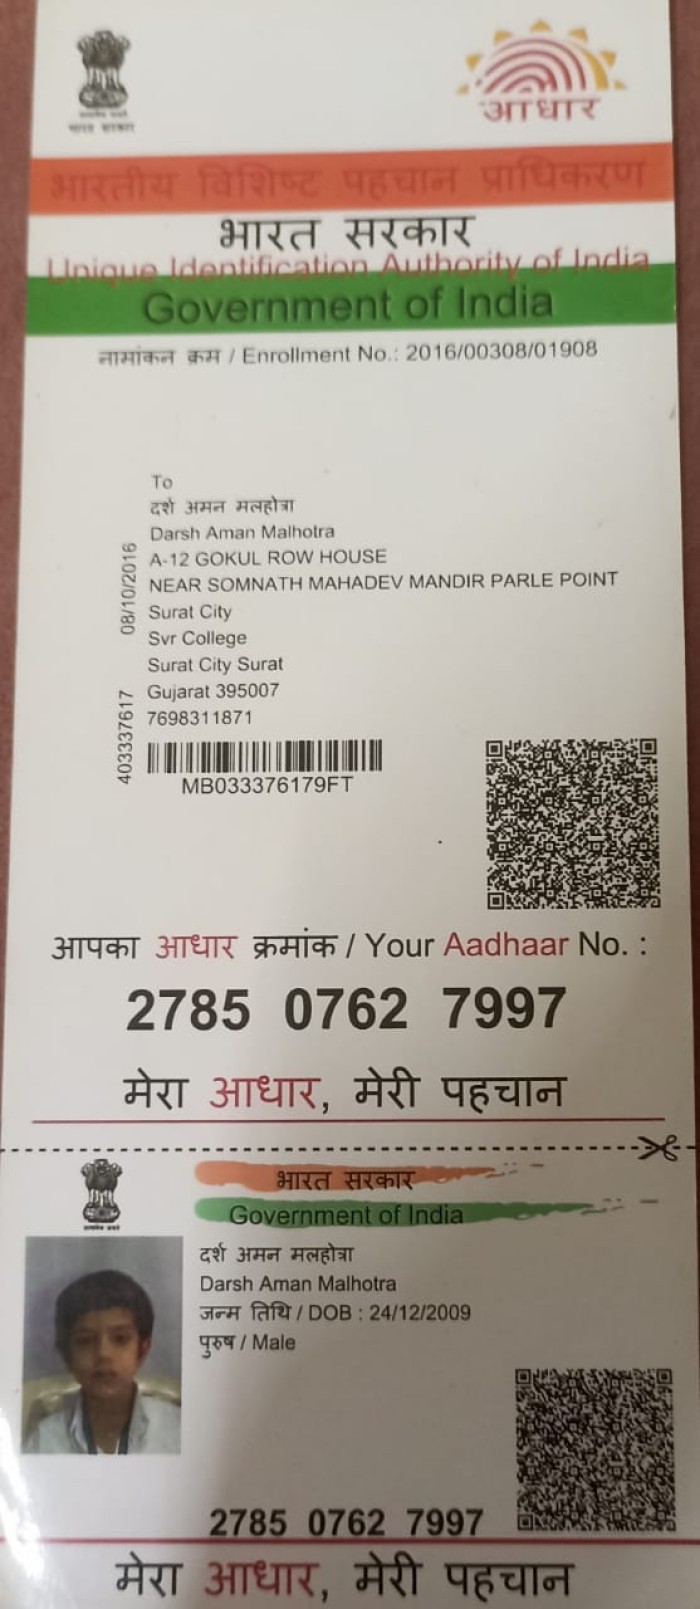 भारत सरकार
आधार
भारतीय विशिष्ट पहचान प्राधिकरण
भारत सरकार
Unique Identification Authority of India
Government of India
नामांकन क्रम / Enrollment No.: 2016/00308/01908
To
दर्श अमन मलहोत्रा
Darsh Aman Malhotra
A-12 GOKUL ROW HOUSE
NEAR SOMNATH MAHADEV MANDIR PARLE POINT
Surat City
Svr College
Surat City Surat
Gujarat 395007
7698311871
08/10/2016
403337617
MB033376179FT
आपका आधार क्रमांक / Your Aadhaar No. :
2785 0762 7997
मेरा आधार, मेरी पहचान
भारत सरकार
Government of India
दर्श अमन मलहोत्रा
Darsh Aman Malhotra
जन्म तिथि / DOB : 24/12/2009
पुरुष / Male
2785 0762 7997
मेरा आधार, मेरी पहचान